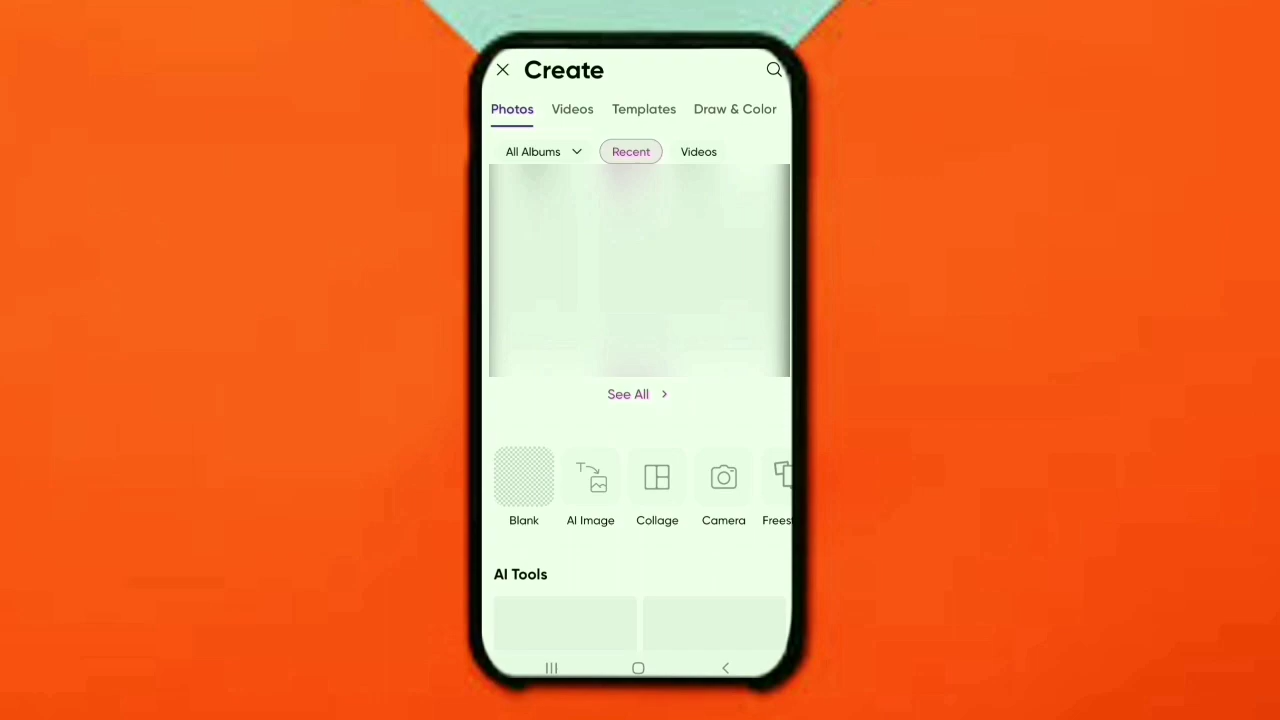 Create
Photos Videos Templates Draw & Color
All Albums Recent Videos
See All
Blank AI Image Collage Camera Frees
AI Tools